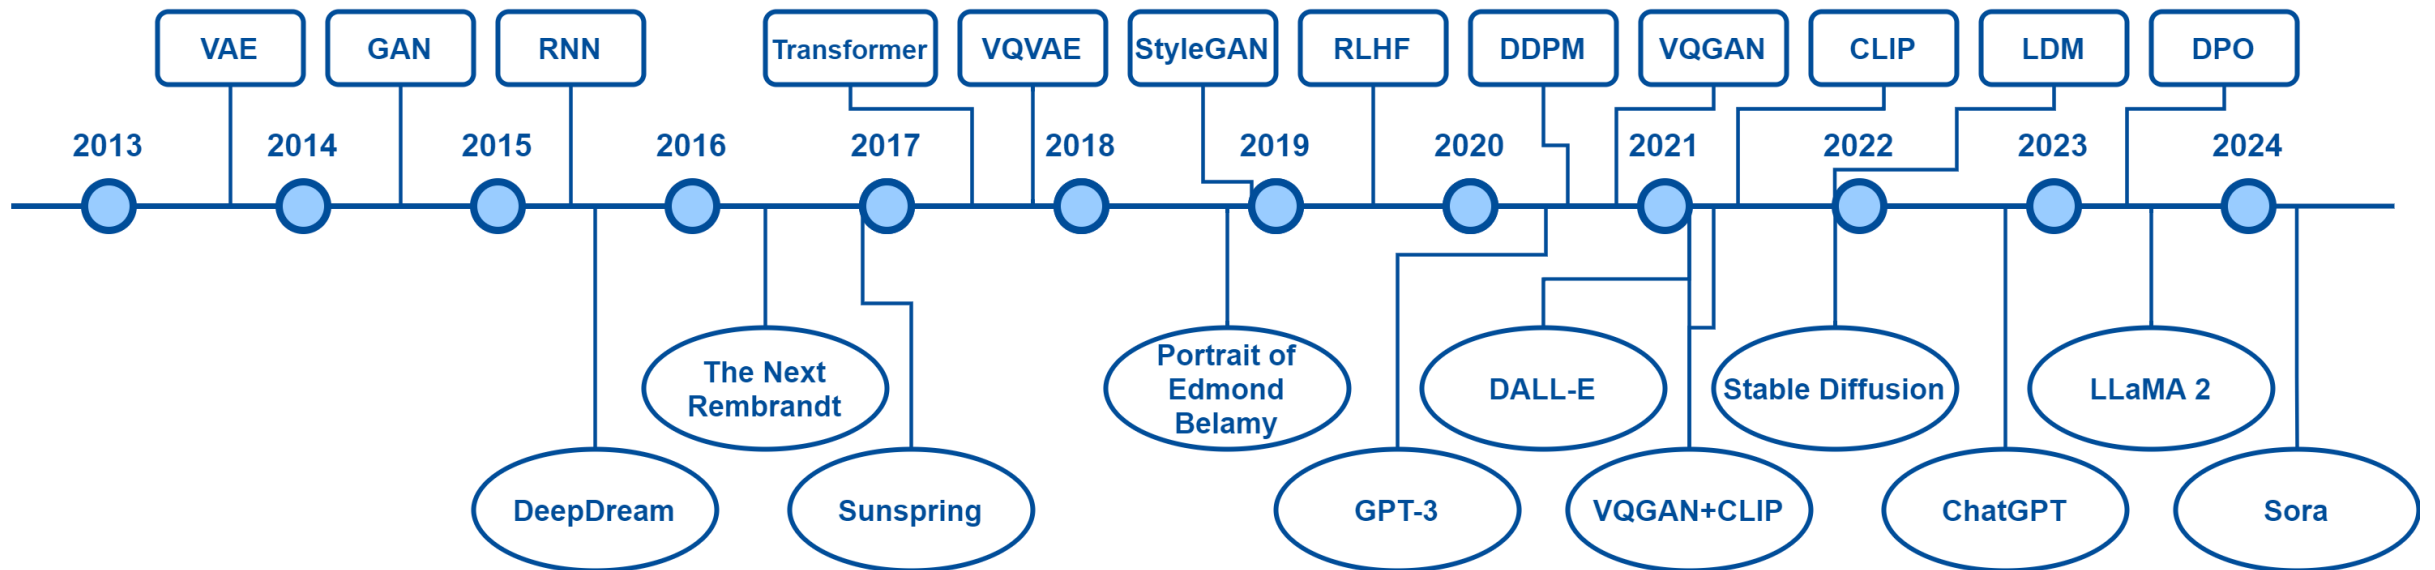 VAE
GAN
RNN
Transformer
VQVAE
StyleGAN
RLHF
DDPM
VQGAN
CLIP
LDM
DPO
2013
2014
2015
2016
2017
2018
2019
2020
2021
2022
2023
2024
The Next
Rembrandt
Portrait of
Edmond
Belamy
DALL-E
Stable Diffusion
LLaMA 2
DeepDream
Sunspring
GPT-3
VQGAN+CLIP
ChatGPT
Sora